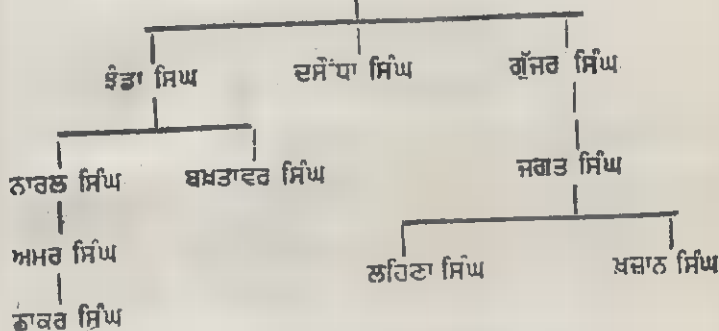 ਝੰਡਾ ਸਿੰਘ ਦਸੌਂਧਾ ਸਿੰਘ ਗੁੱਜਰ ਸਿੰਘ
ਨਾਰਲ ਸਿੰਘ ਬਖ਼ਤਾਵਰ ਸਿੰਘ ਜਗਤ ਸਿੰਘ
ਅਮਰ ਸਿੰਘ ਲਹਿਣਾ ਸਿੰਘ ਖ਼ਜ਼ਾਨ ਸਿੰਘ
ਠਾਕਰ ਸਿੰਘ